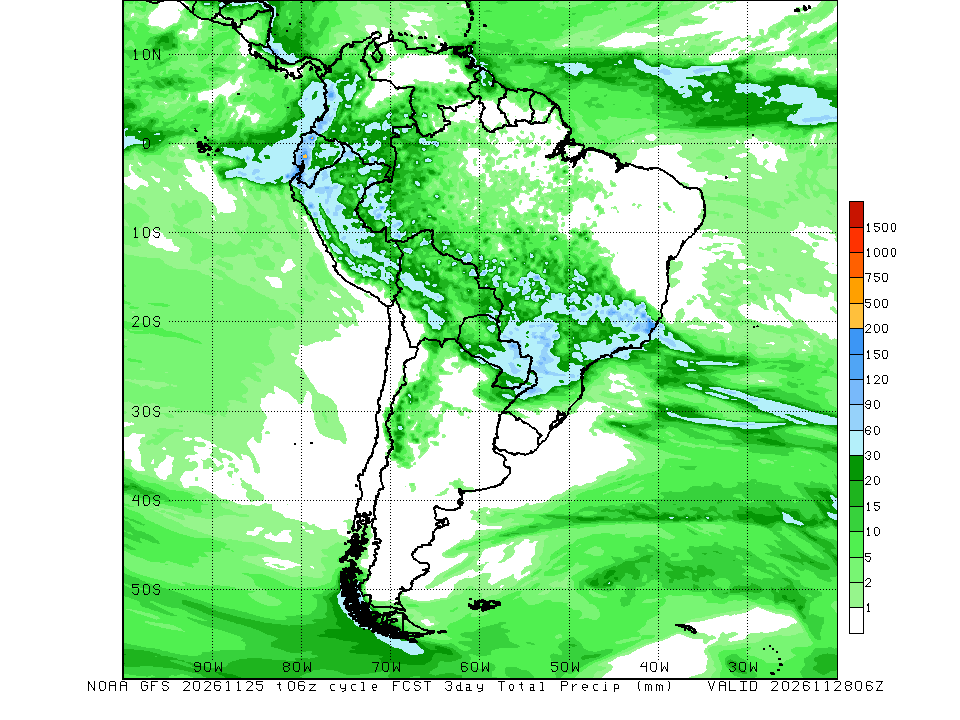 10N
0
10S
20S
30S
40S
50S
90W 80W 70W 60W 50W 40W 30W
1500
1000
750
500
200
150
120
90
60
30
20
15
10
5
2
1
NOAA GFS 20261125 t06z cycle FCST 3day Total Precip (mm) VALID 2026112806Z